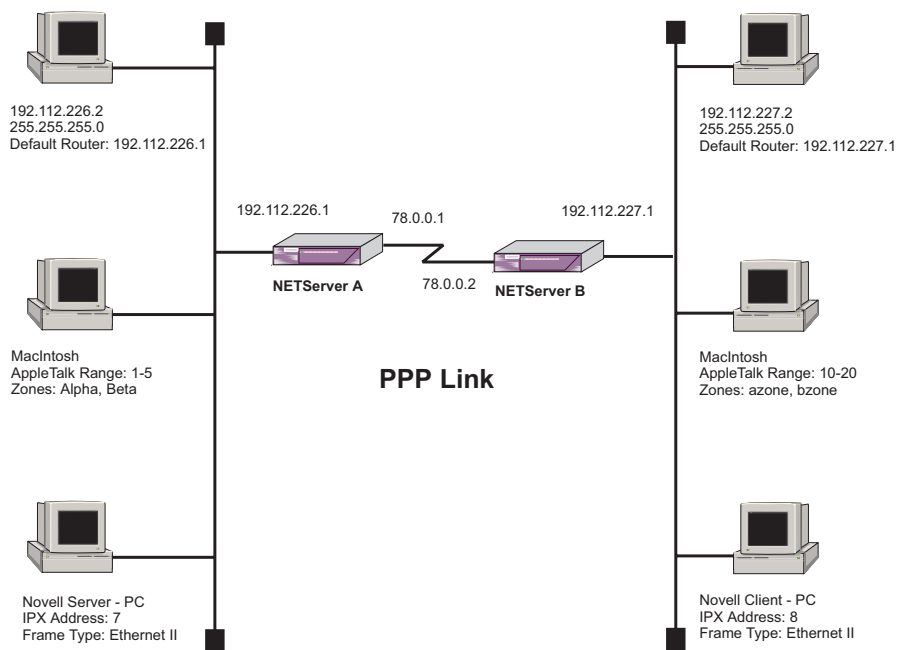 192.112.226.2
255.255.255.0
Default Router: 192.112.226.1
192.112.227.2
255.255.255.0
Default Router: 192.112.227.1
192.112.226.1
78.0.0.1
192.112.227.1
NETServer A
78.0.0.2
NETServer B
MacIntosh
AppleTalk Range: 1-5
Zones: Alpha, Beta
PPP Link
MacIntosh
AppleTalk Range: 10-20
Zones: azone, bzone
Novell Server - PC
IPX Address: 7
Frame Type: Ethernet II
Novell Client - PC
IPX Address: 8
Frame Type: Ethernet II